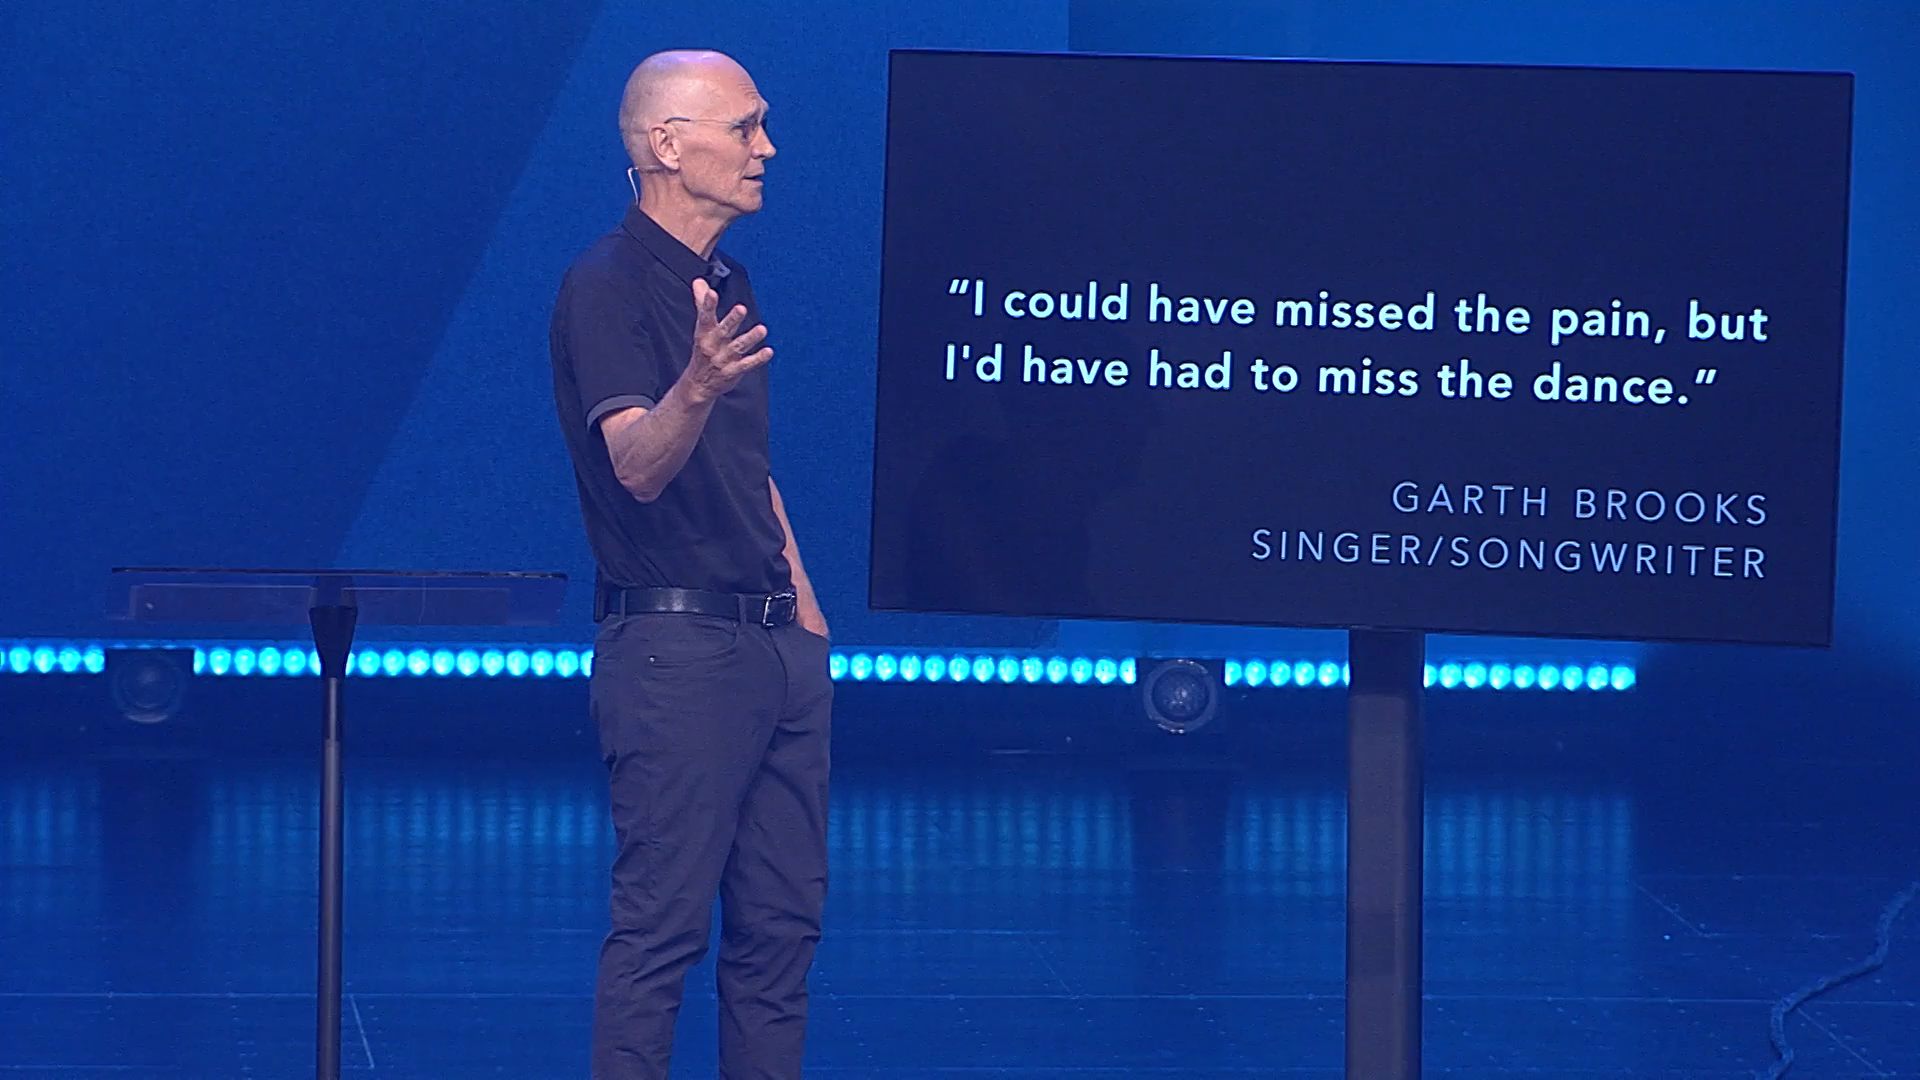 “I could have missed the pain, but
I'd have had to miss the dance.”
GARTH BROOKS
SINGER/SONGWRITER